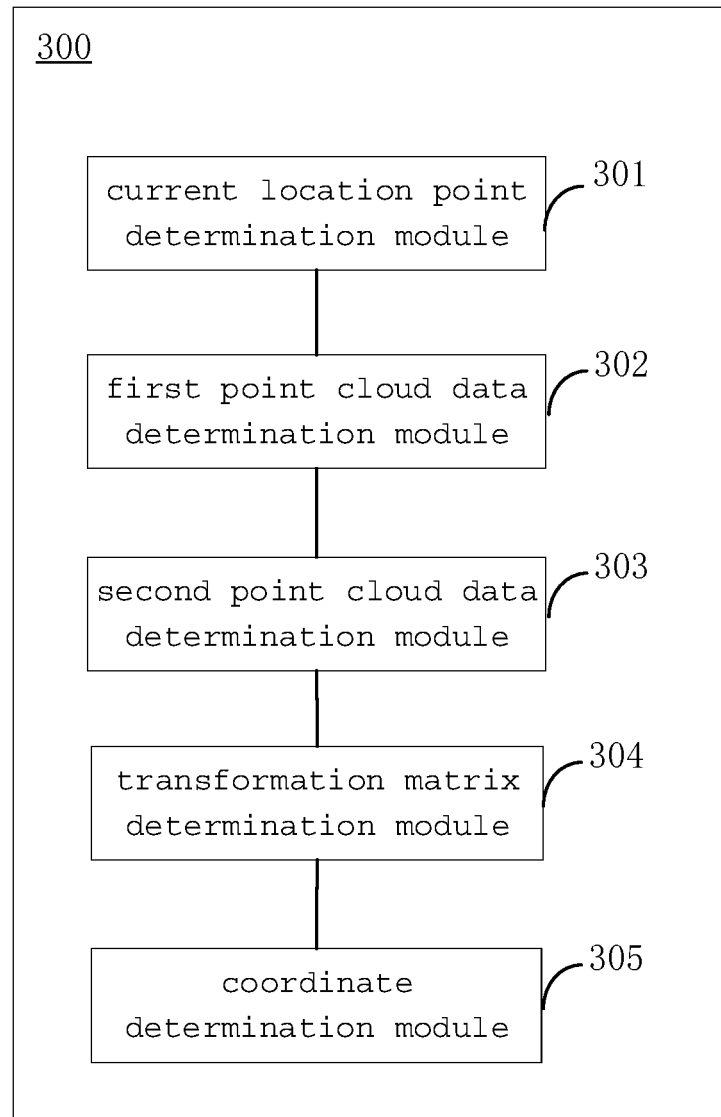 300
current location point
determination module
301
first point cloud data
determination module
302
second point cloud data
determination module
303
transformation matrix
determination module
304
coordinate
determination module
305